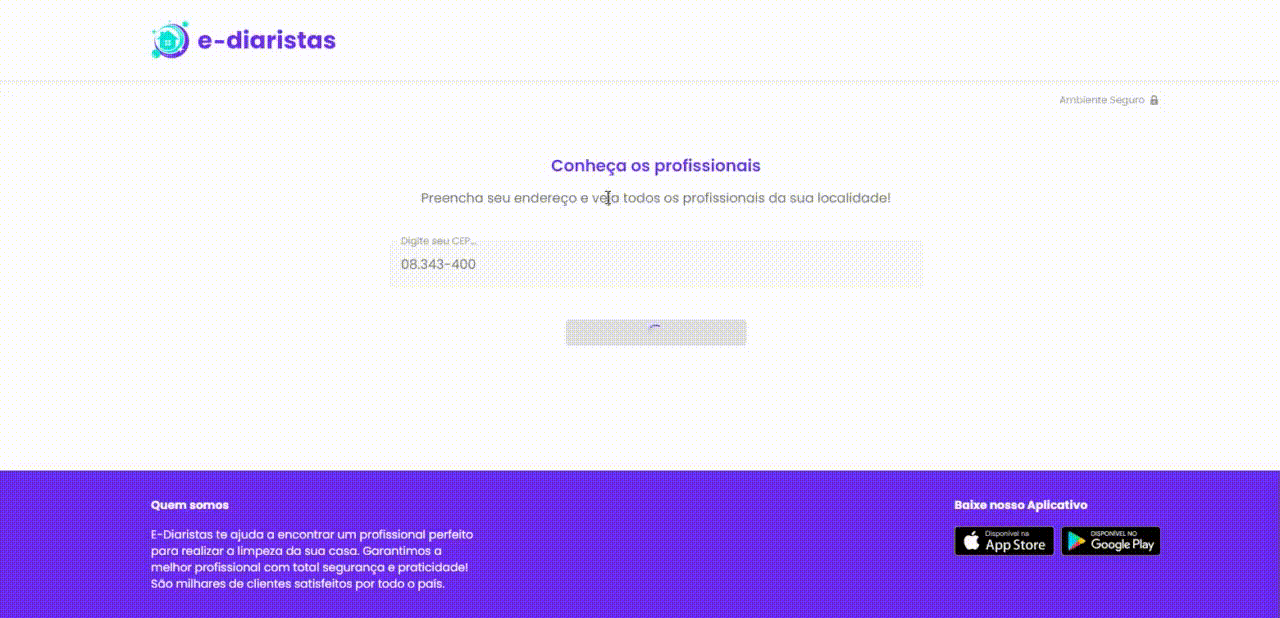 e-diaristas
Ambiente Seguro
Conheça os profissionais
Preencha seu endereço e veja todos os profissionais da sua localidade!
Digite seu CEP...
08.343-400
Quem somos
E-Diaristas te ajuda a encontrar um profissional perfeito
para realizar a limpeza da sua casa. Garantimos a
melhor profissional com total segurança e praticidade!
São milhares de clientes satisfeitos por todo o país.
Baixe nosso Aplicativo
Disponível na
App Store
DISPONÍVEL NO
Google Play